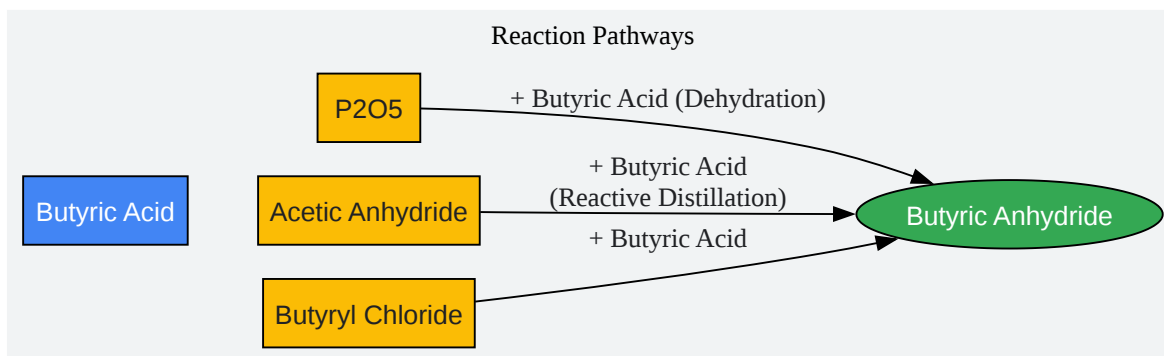 Reaction Pathways
P2O5
+ Butyric Acid (Dehydration)
Butyric Acid
Acetic Anhydride
+ Butyric Acid
(Reactive Distillation)
Butyric Anhydride
Butyryl Chloride
+ Butyric Acid